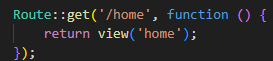 Route::get('/home', function () {
    return view('home');
});